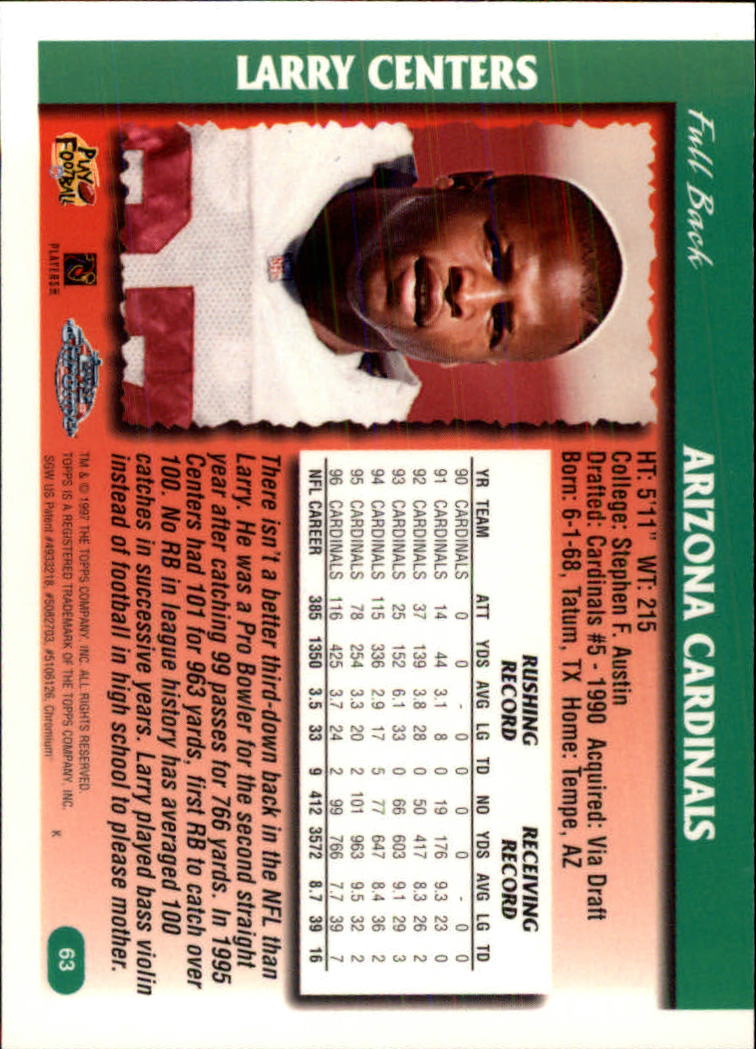 LARRY CENTERS
Full Back
ARIZONA CARDINALS
HT: 5'11" WT: 215
College: Stephen F. Austin
Drafted: Cardinals #5 - 1990 Acquired: Via Draft
Born: 6-1-68, Tatum, TX Home: Tempe, AZ
RUSHING RECORD RECEIVING RECORD
YR TEAM ATT YDS AVG LG TD NO YDS AVG LG TD
90 CARDINALS 0 0 - 0 0 0 0 - 0 0
91 CARDINALS 14 44 3.1 8 0 19 176 9.3 23 0
92 CARDINALS 37 139 3.8 28 0 50 417 8.3 26 2
93 CARDINALS 25 152 6.1 33 0 66 603 9.1 29 3
94 CARDINALS 115 336 2.9 17 5 77 647 8.4 36 2
95 CARDINALS 78 254 3.3 20 2 101 963 9.5 32 2
96 CARDINALS 116 425 3.7 24 2 99 766 7.7 39 7
NFL CAREER 385 1350 3.5 33 9 412 3572 8.7 39 16
There isn't a better third-down back in the NFL than
Larry. He was a Pro Bowler for the second straight
year after catching 99 passes for 766 yards. In 1995
Centers had 101 for 963 yards, first RB to catch over
100. No RB in league history has averaged 100
catches in successive years. Larry played bass violin
instead of football in high school to please mother.
PLAY FOOTBALL
PLAYERS
TM & © 1997 THE TOPPS COMPANY, INC. ALL RIGHTS RESERVED.
TOPPS IS A REGISTERED TRADEMARK OF THE TOPPS COMPANY, INC.
SGW US Patent #4933218, #5082703, #5106126, Chromium
K
63